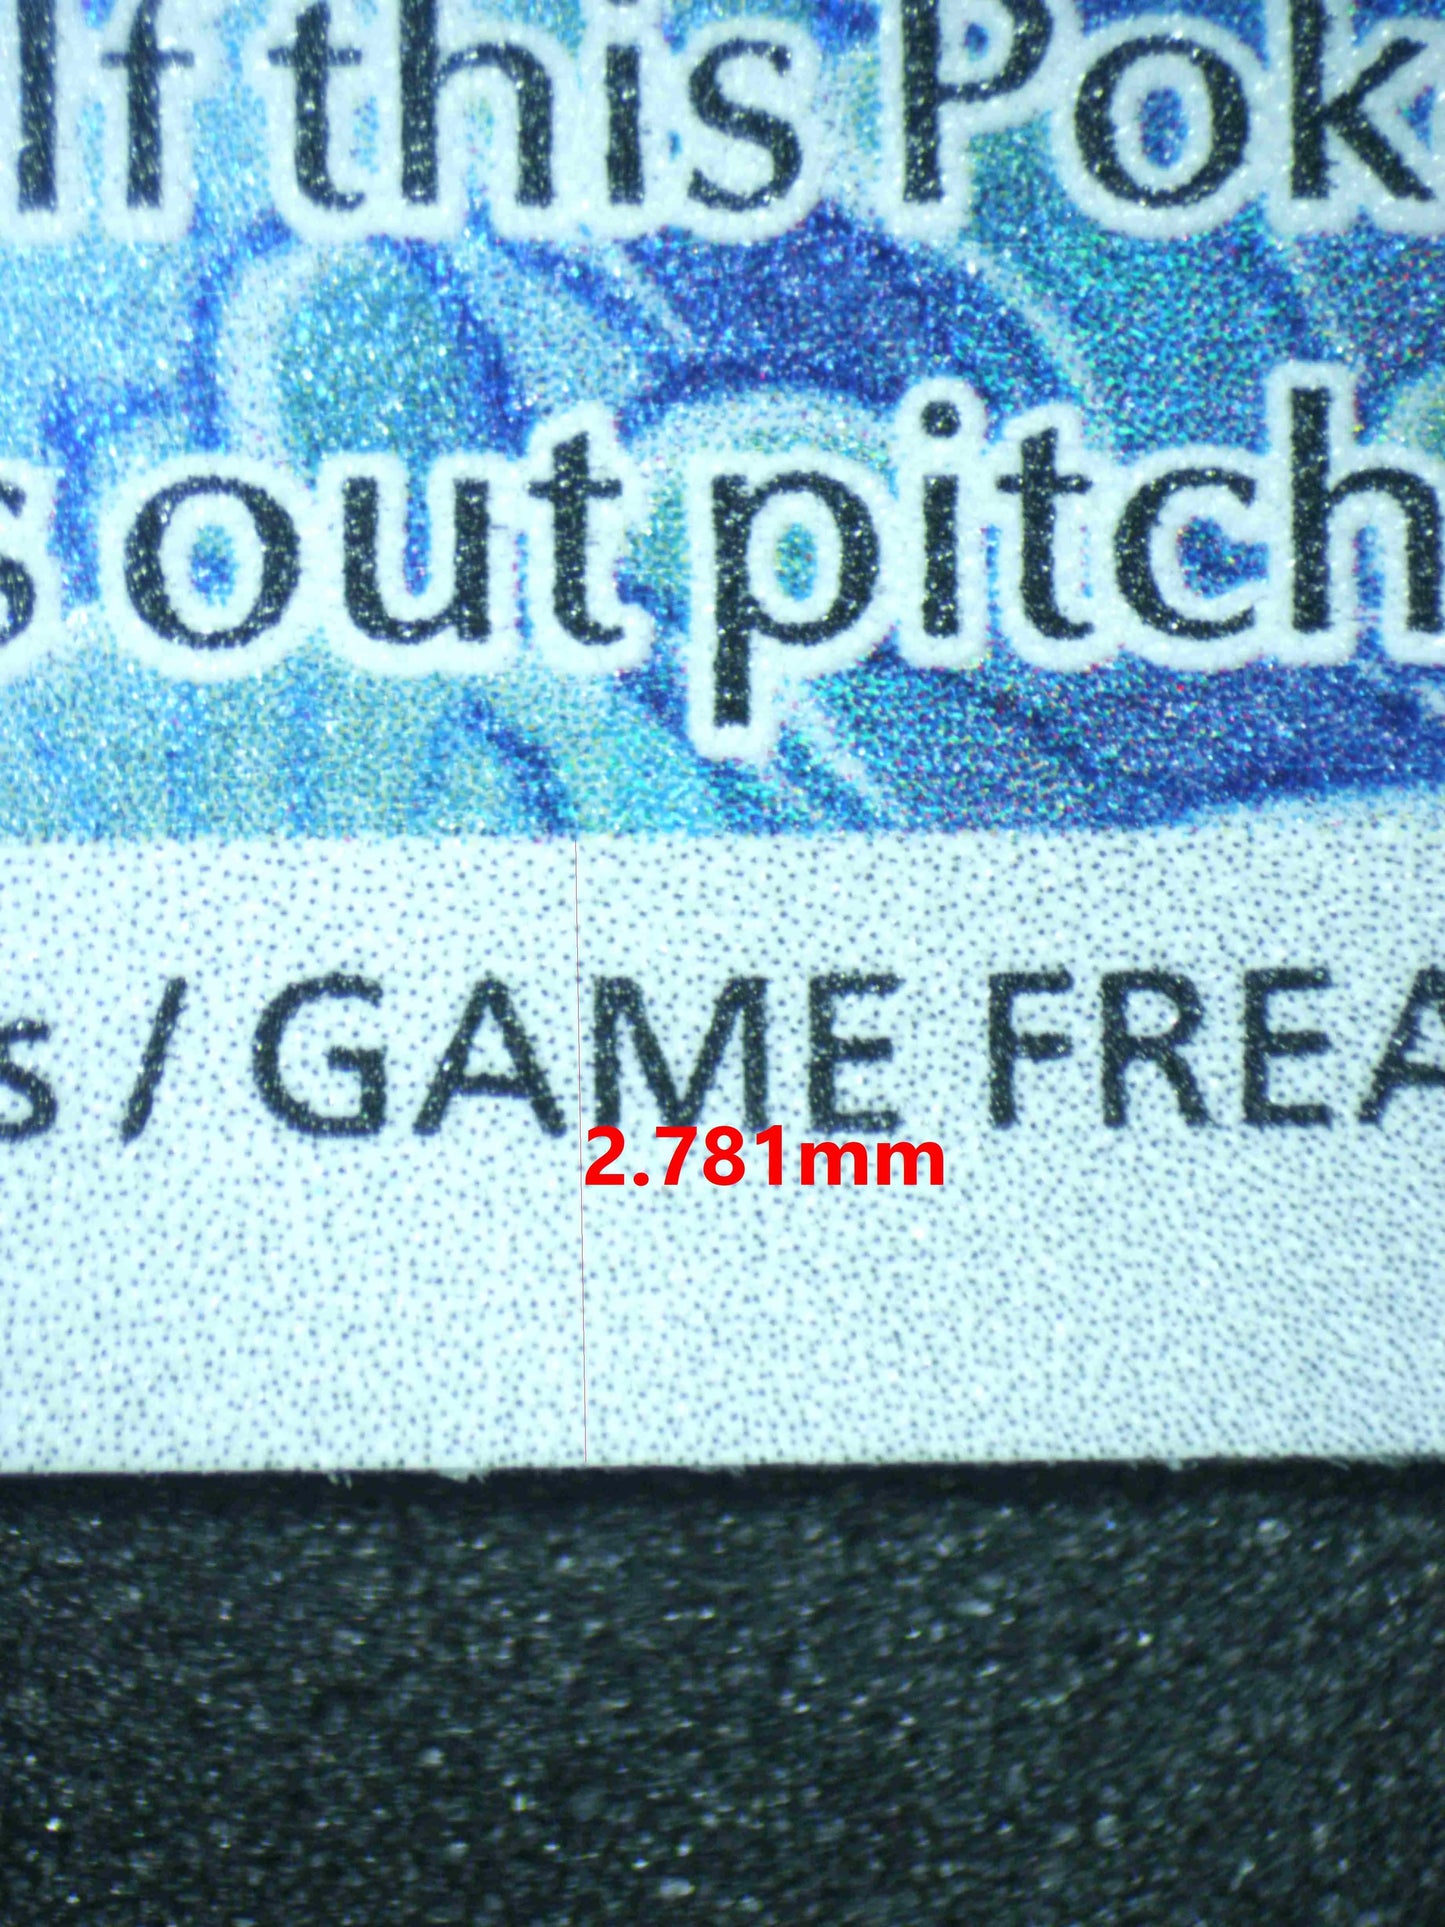 If this Pok
s out pitch
s / GAME FREA
2.781mm